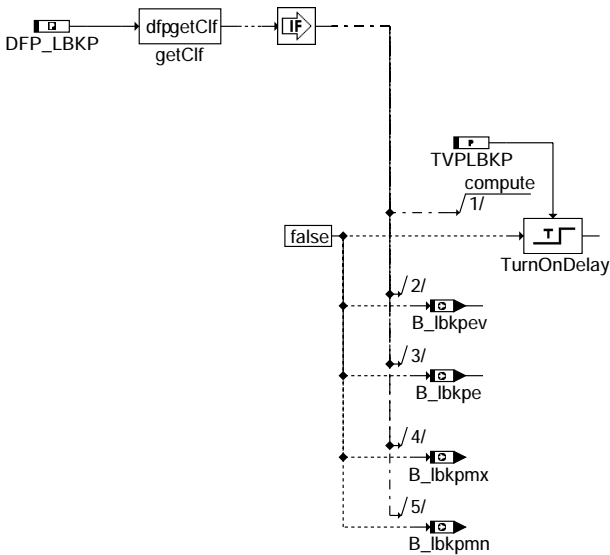 dfpgetClf
IF
DFP_LBKP
getClf
P
TVPLBKP
compute
1/
false
T
TurnOnDelay
2/
B_lbkpev
3/
B_lbkpe
4/
B_lbkpmx
5/
B_lbkpmn